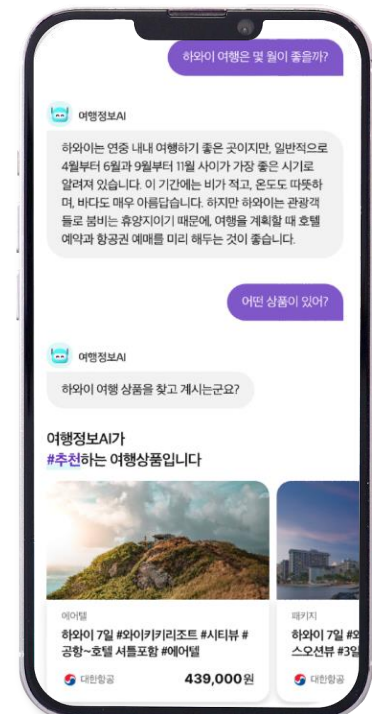 하와이 여행은 몇 월이 좋을까?
여행정보AI
하와이는 연중 내내 여행하기 좋은 곳이지만, 일반적으로
4월부터 6월과 9월부터 11월 사이가 가장 좋은 시기로
알려져 있습니다. 이 기간에는 비가 적고, 온도도 따뜻하
며, 바다도 매우 아름답습니다. 하지만 하와이는 관광객
들로 붐비는 휴양지이기 때문에, 여행을 계획할 때 호텔
예약과 항공권 예매를 미리 해두는 것이 좋습니다.
어떤 상품이 있어?
여행정보AI
하와이 여행 상품을 찾고 계시는군요?
여행정보AI가
#추천하는 여행상품입니다
에어텔
하와이 7일 #와이키키리조트 #시티뷰 #
공항~호텔 셔틀포함 #에어텔
대한항공
439,000원
패키지
하와이 7일 #
스오션뷰 #3일
대한항공